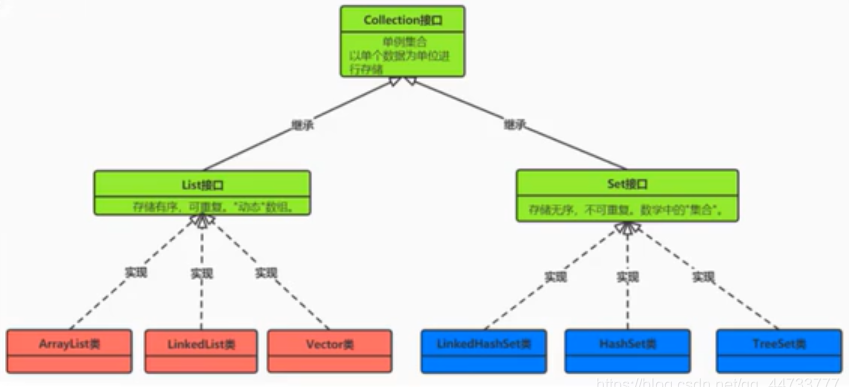 Collection接口
单例集合
以单个数据为单位进
行存储
继承
继承
List接口
存储有序，可重复。"动态"数组。
Set接口
存储无序，不可重复。数学中的"集合"。
实现
实现
实现
实现
实现
实现
ArrayList类
LinkedList类
Vector类
LinkedHashSet类
HashSet类
TreeSet类
https://blog.csdn.net/qq_44733777